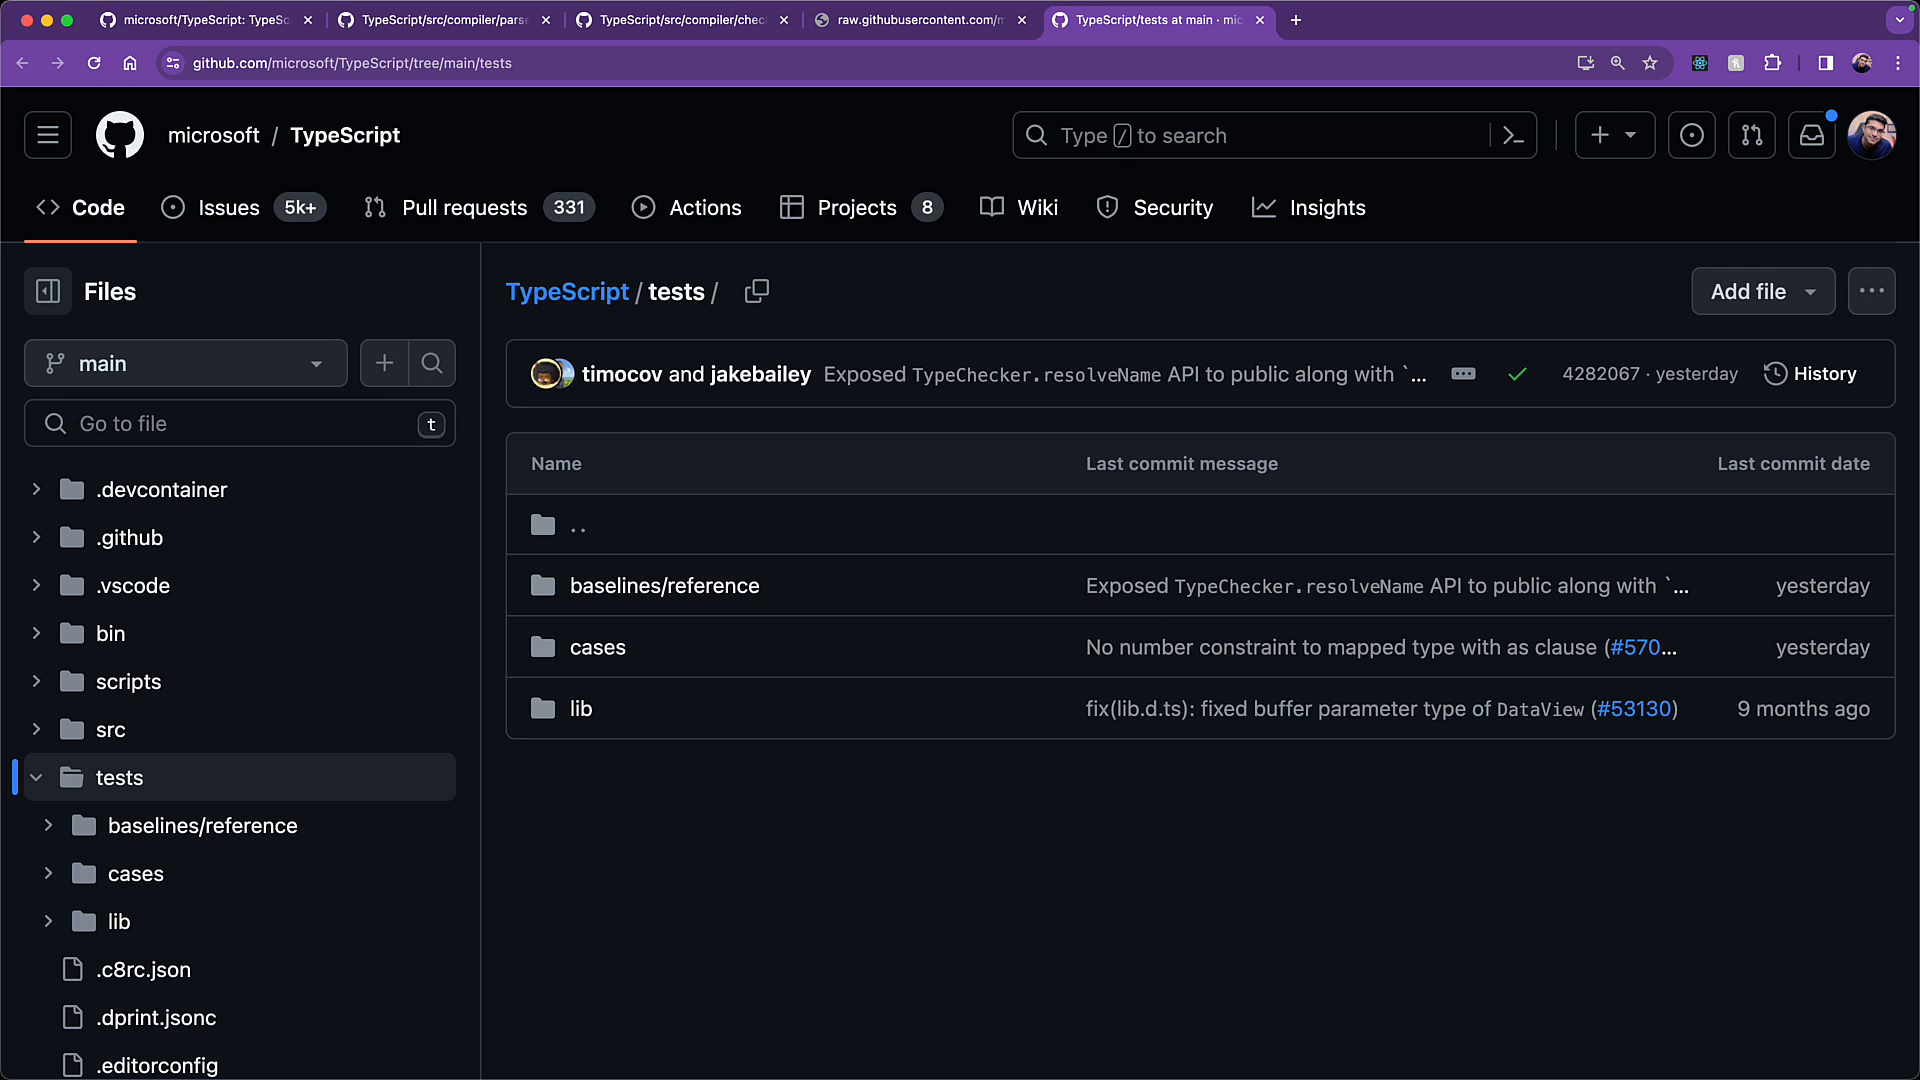 microsoft/TypeScript: TypeSc
TypeScript/src/compiler/parse
TypeScript/src/compiler/chec
raw.githubusercontent.com/m
TypeScript/tests at main · mic
github.com/microsoft/TypeScript/tree/main/tests
microsoft / TypeScript
Type / to search
Code
Issues 5k+
Pull requests 331
Actions
Projects 8
Wiki
Security
Insights
Files
main
Go to file t
.devcontainer
.github
.vscode
bin
scripts
src
tests
baselines/reference
cases
lib
.c8rc.json
.dprint.jsonc
.editorconfig
TypeScript / tests /
Add file
timocov and jakebailey Exposed TypeChecker.resolveName API to public along with `... 4282067 · yesterday History
Name Last commit message Last commit date
..
baselines/reference Exposed TypeChecker.resolveName API to public along with `... yesterday
cases No number constraint to mapped type with as clause (#570... yesterday
lib fix(lib.d.ts): fixed buffer parameter type of DataView (#53130) 9 months ago